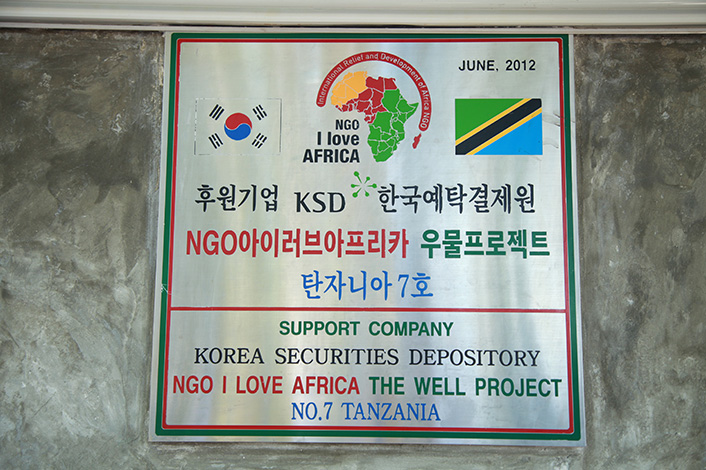 International Relief and Development of Africa NGO
JUNE, 2012
NGO
I love
AFRICA
후원기업 KSD 한국예탁결제원
NGO아이러브아프리카 우물프로젝트
탄자니아 7호
SUPPORT COMPANY
KOREA SECURITIES DEPOSITORY
NGO I LOVE AFRICA THE WELL PROJECT
NO.7 TANZANIA